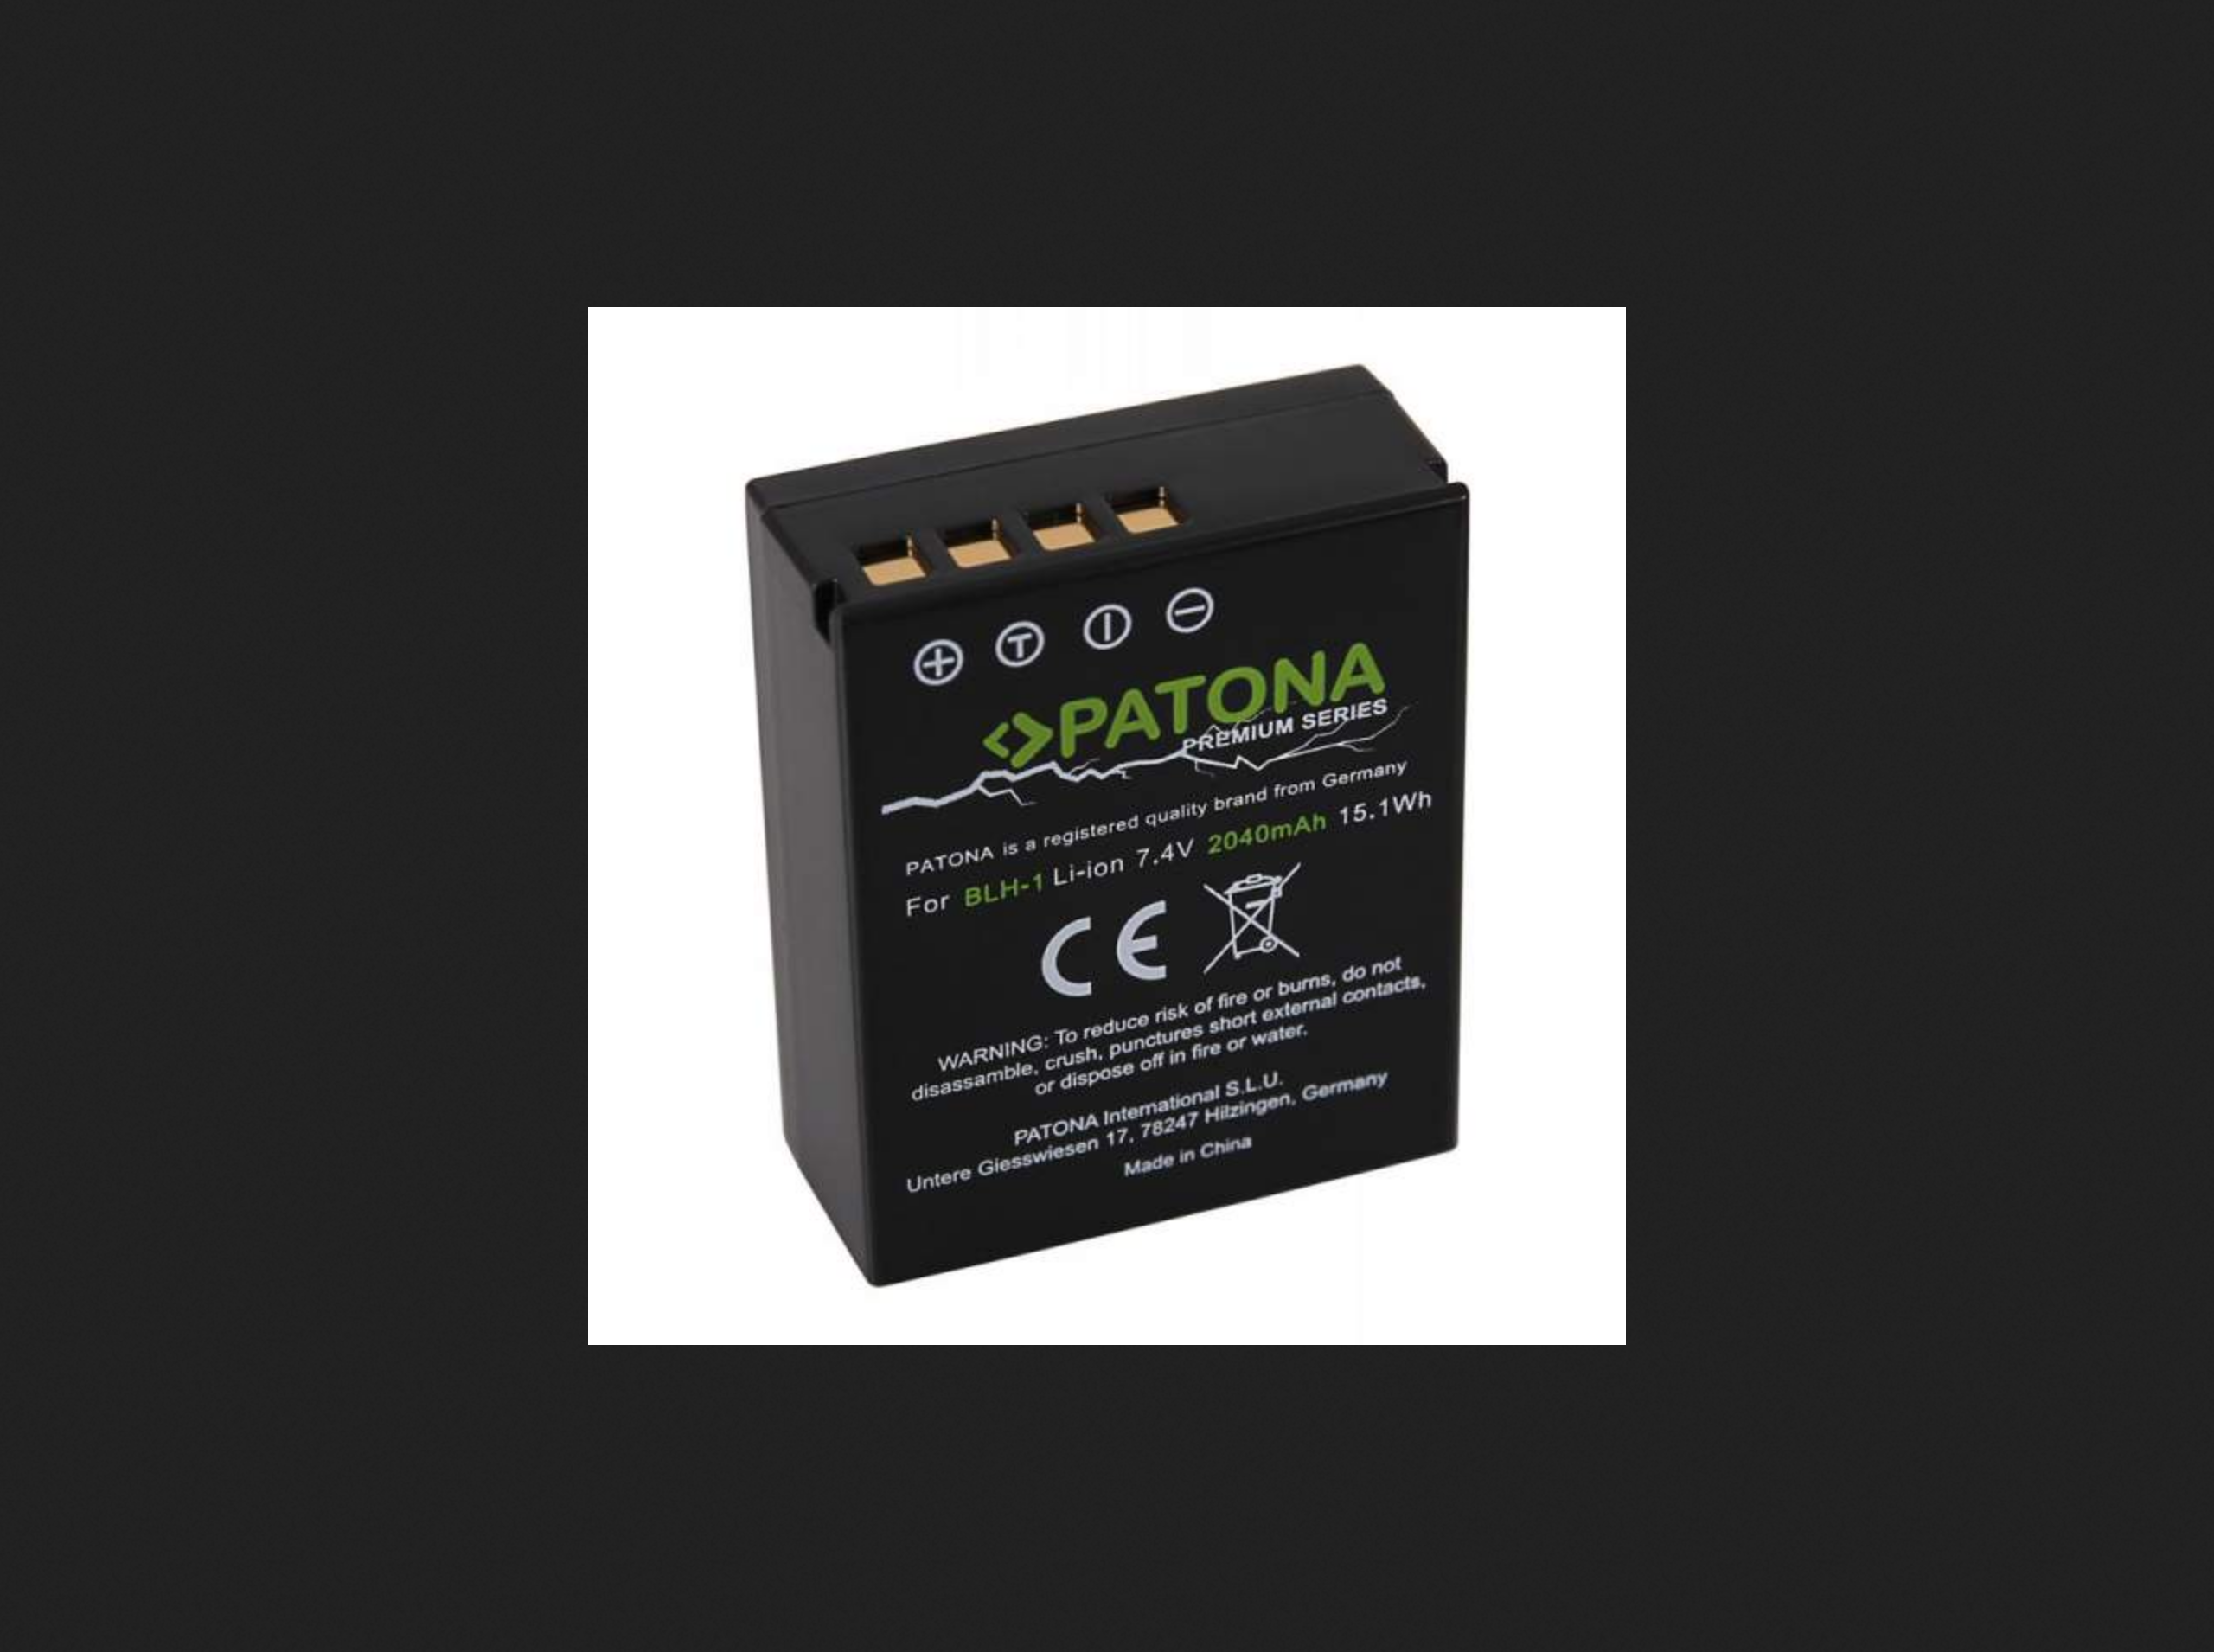 + T I −
PATONA
PREMIUM SERIES
PATONA is a registered quality brand from Germany
For BLH-1 Li-ion 7.4V 2040mAh 15.1Wh
CE
WARNING: To reduce risk of fire or burns, do not
disassamble, crush, punctures short external contacts,
or dispose off in fire or water.
PATONA International S.L.U.
Untere Giesswiesen 17, 78247 Hilzingen, Germany
Made in China